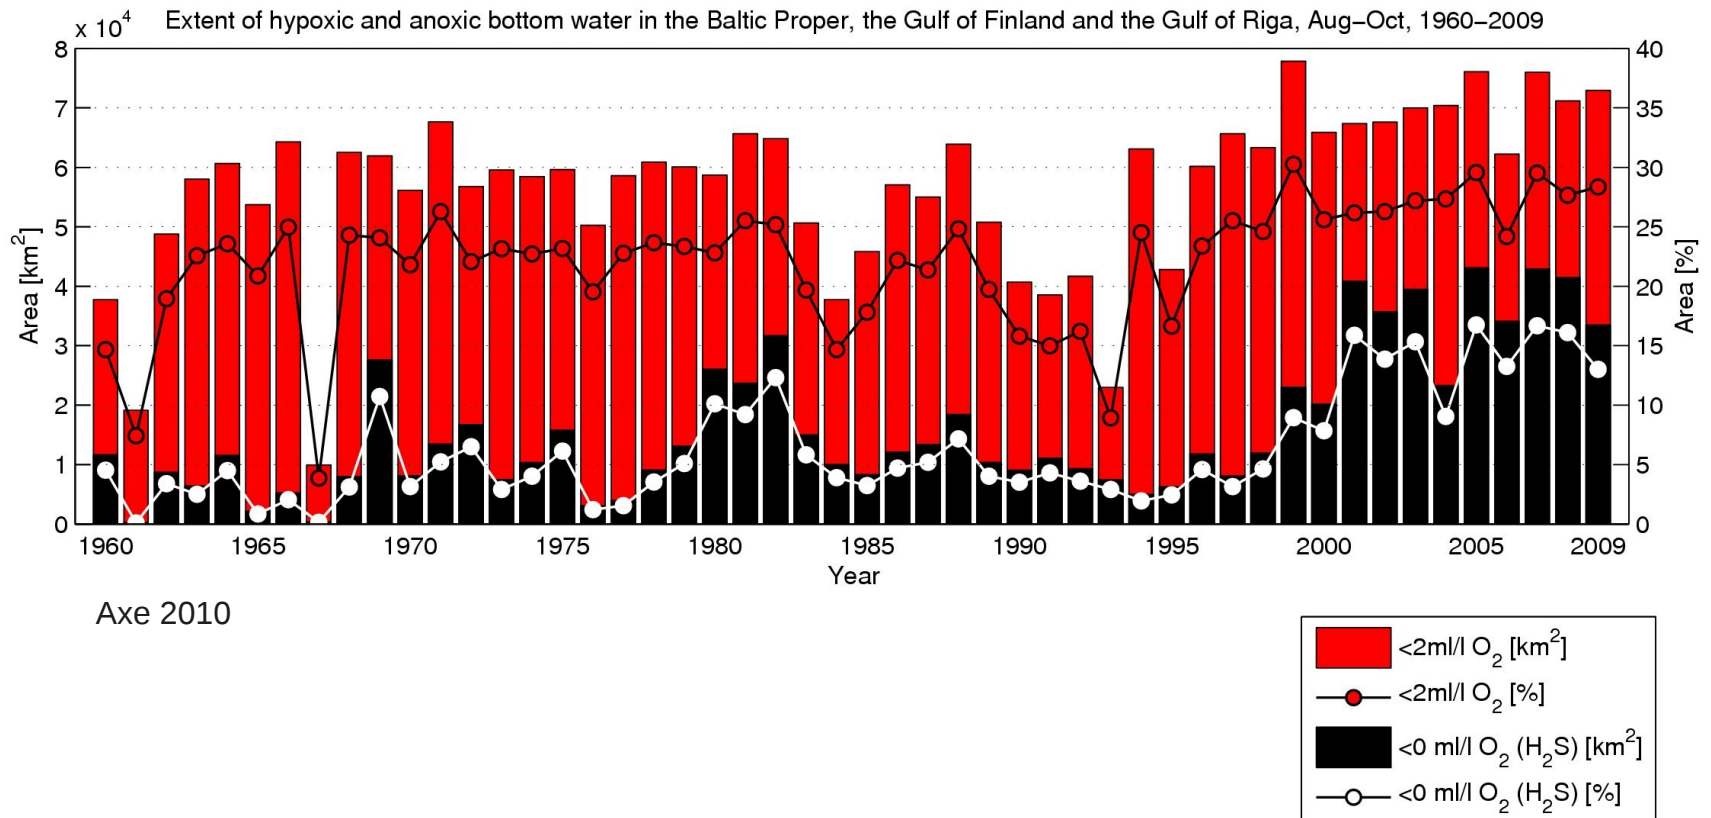 Extent of hypoxic and anoxic bottom water in the Baltic Proper, the Gulf of Finland and the Gulf of Riga, Aug−Oct, 1960−2009
x 10⁴
8
7
6
5
4
3
2
1
0
Area [km²]
40
35
30
25
20
15
10
5
0
Area [%]
1960 1965 1970 1975 1980 1985 1990 1995 2000 2005 2009
Year
Axe 2010
<2ml/l O₂ [km²]
<2ml/l O₂ [%]
<0 ml/l O₂ (H₂S) [km²]
<0 ml/l O₂ (H₂S) [%]